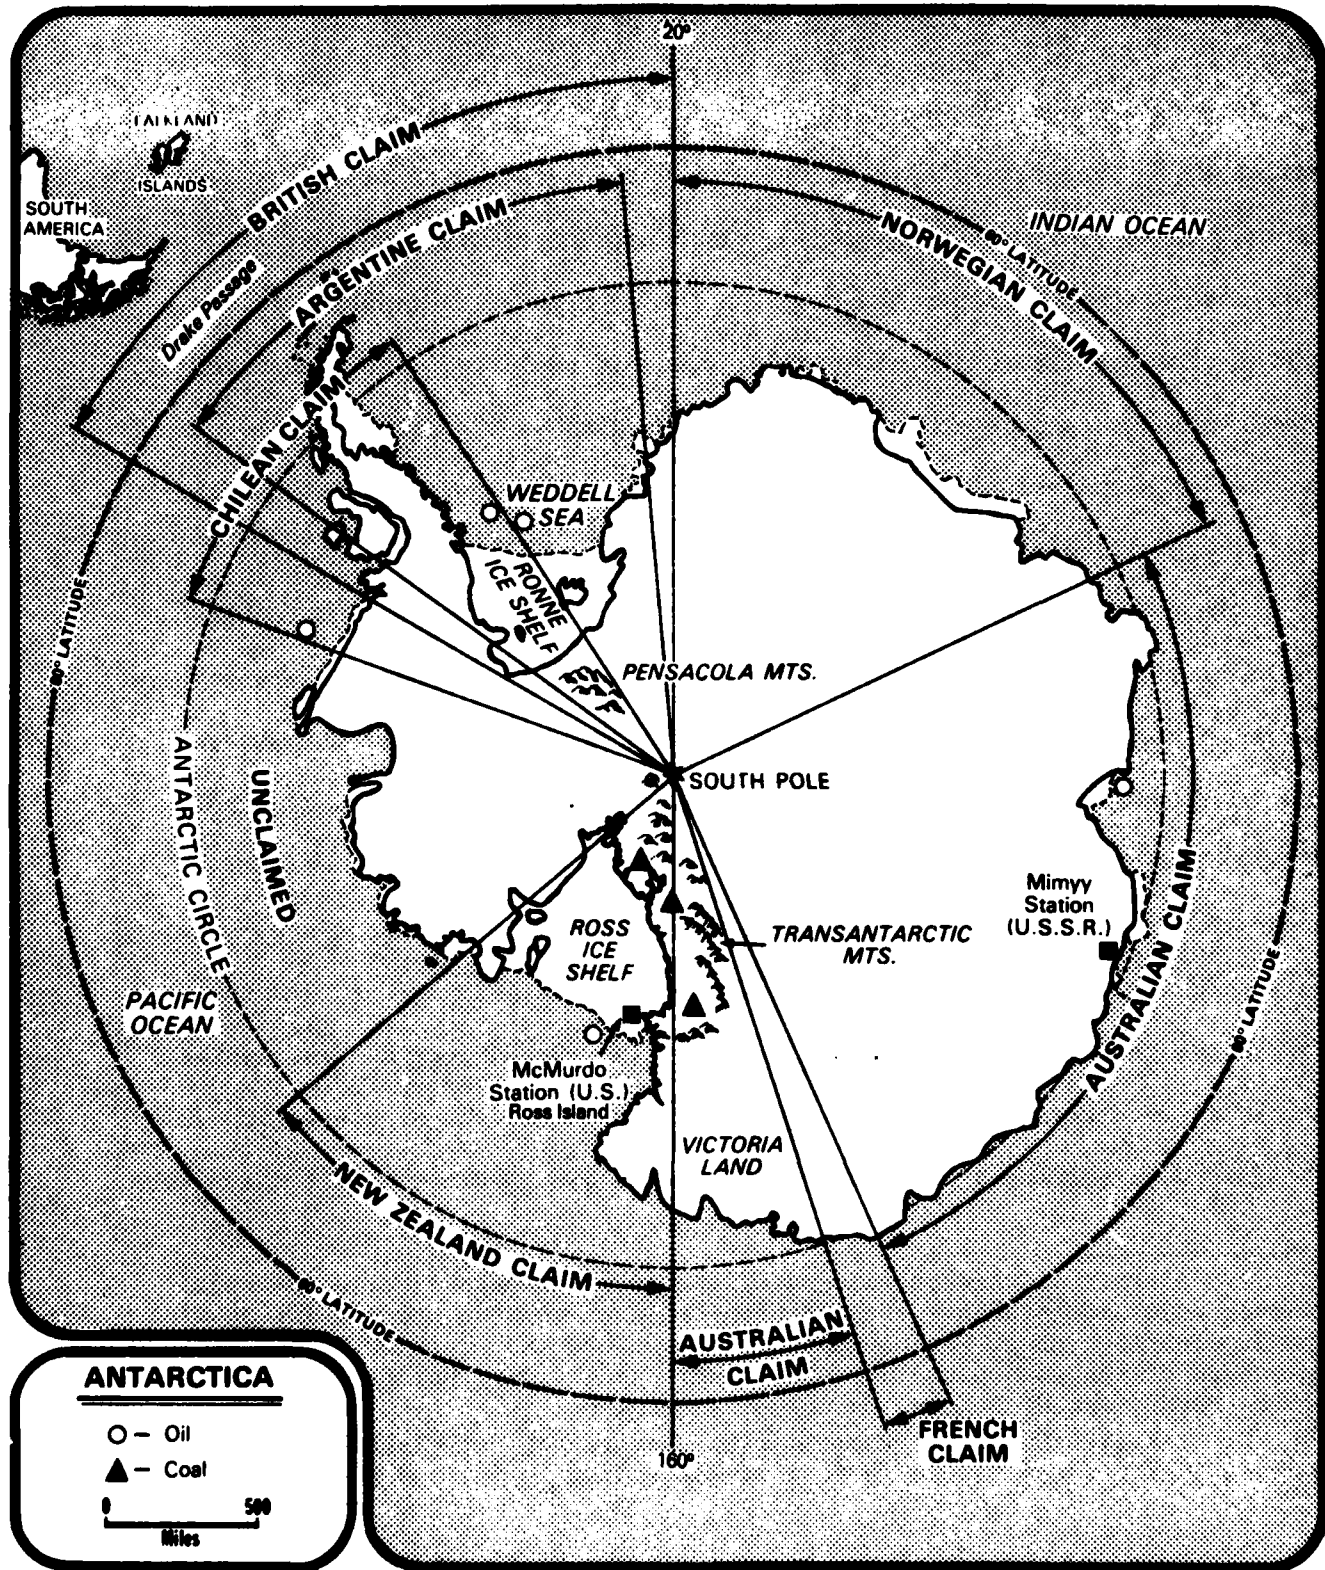 20°
FALKLAND
ISLANDS
SOUTH
AMERICA
BRITISH CLAIM
ARGENTINE CLAIM
Drake Passage
CHILEAN CLAIM
NORWEGIAN CLAIM
INDIAN OCEAN
60° LATITUDE
WEDDELL
SEA
RONNE
ICE SHELF
PENSACOLA MTS.
60° LATITUDE
ANTARCTIC CIRCLE
UNCLAIMED
SOUTH POLE
PACIFIC
OCEAN
ROSS
ICE
SHELF
TRANSANTARCTIC
MTS.
Mimyy
Station
(U.S.S.R.)
AUSTRALIAN CLAIM
60° LATITUDE
McMurdo
Station (U.S.)
Ross Island
VICTORIA
LAND
NEW ZEALAND CLAIM
60° LATITUDE
AUSTRALIAN
CLAIM
FRENCH
CLAIM
160°
ANTARCTICA
– Oil
– Coal
0 500
Miles